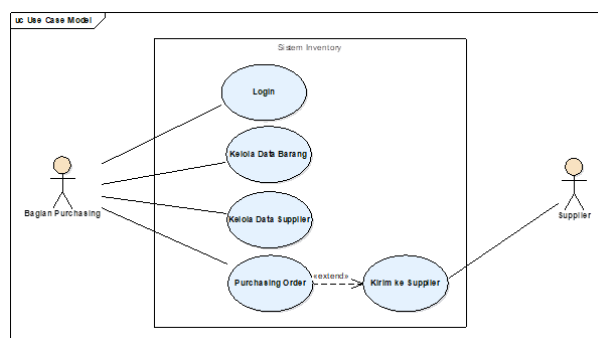 uc Use Case Model
Sistem Inventory
Login
Kelola Data Barang
Bagian Purchasing
Supplier
Kelola Data Supplier
Purchasing Order
«extend»
Kirim ke Supplier